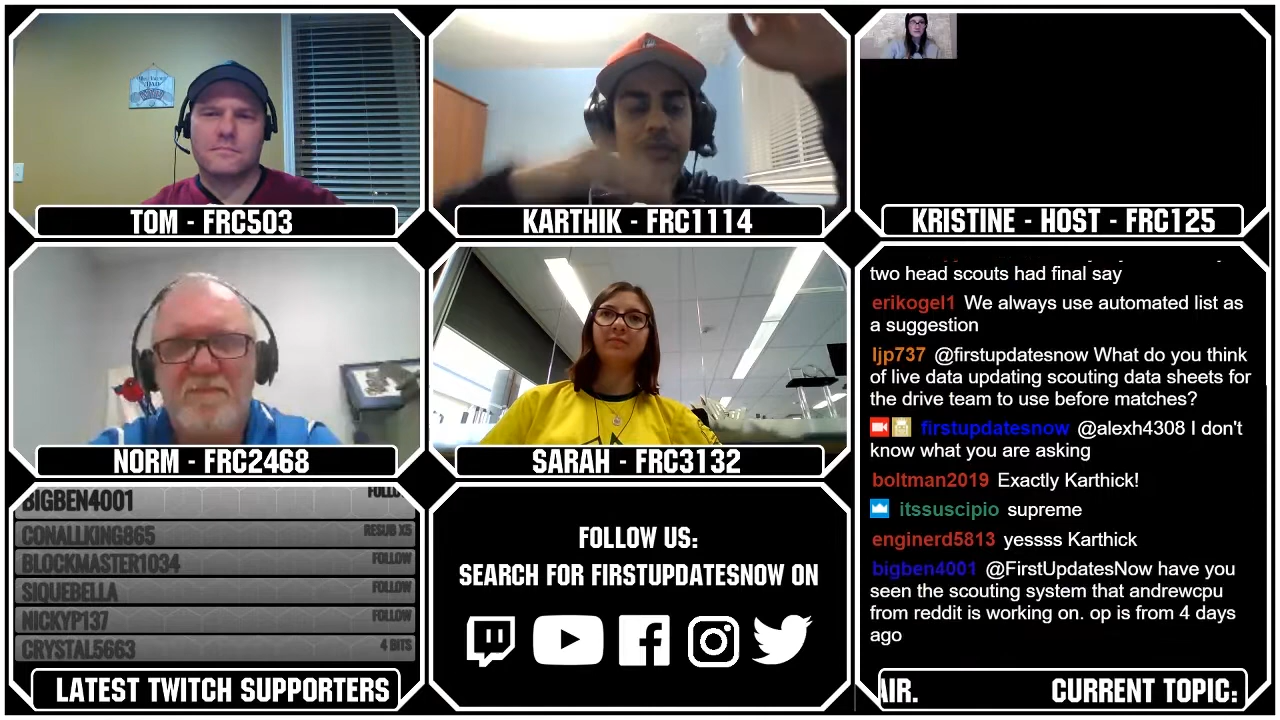 TOM - FRC503
KARTHIK - FRC1114
KRISTINE - HOST - FRC125
NORM - FRC2468
SARAH - FRC3132
two head scouts had final say
erikogel1 We always use automated list as
a suggestion
ljp737 @firstupdatesnow What do you think
of live data updating scouting data sheets for
the drive team to use before matches?
firstupdatesnow @alexh4308 I don't
know what you are asking
boltman2019 Exactly Karthick!
itssuscipio supreme
enginerd5813 yessss Karthick
bigben4001 @FirstUpdatesNow have you
seen the scouting system that andrewcpu
from reddit is working on. op is from 4 days
ago
BIGBEN4001 FOLLOW
CONALLKING865 RESUB X5
BLOCKMASTER1034 FOLLOW
SIQUEBELLA FOLLOW
NICKYP137 FOLLOW
CRYSTAL5663 4 BITS
LATEST TWITCH SUPPORTERS
FOLLOW US:
SEARCH FOR FIRSTUPDATESNOW ON
AIR. CURRENT TOPIC: